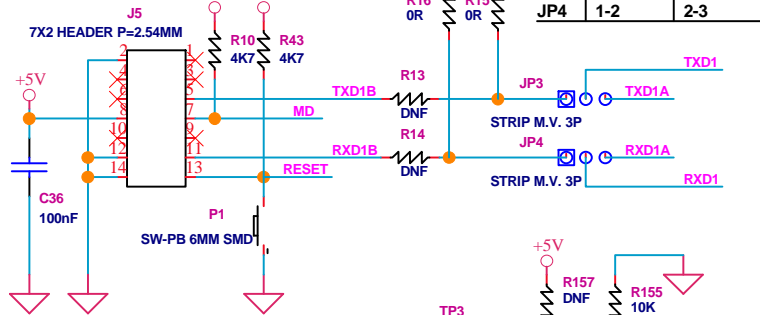 R16
0R
R15
0R
JP4 1-2 2-3
J5
7X2 HEADER P=2.54MM
R10
4K7
R43
4K7
+5V
2
1
4
3
6
5
8
7
10
9
12
11
14
13
TXD1B
MD
RXD1B
RESET
R13
DNF
R14
DNF
JP3
STRIP M.V. 3P
JP4
STRIP M.V. 3P
TXD1
TXD1A
RXD1A
RXD1
C36
100nF
P1
SW-PB 6MM SMD
+5V
R157
DNF
R155
10K
TP3